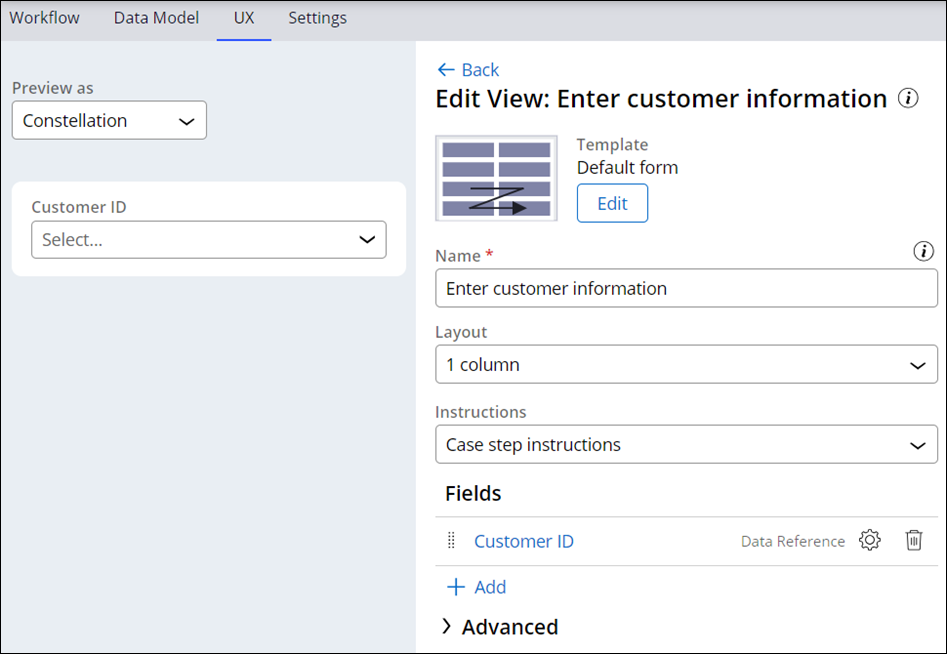 Workflow Data Model UX Settings
Preview as
Constellation
Customer ID
Select...
Back
Edit View: Enter customer information
Template
Default form
Edit
Name *
Enter customer information
Layout
1 column
Instructions
Case step instructions
Fields
Customer ID Data Reference
Add
Advanced